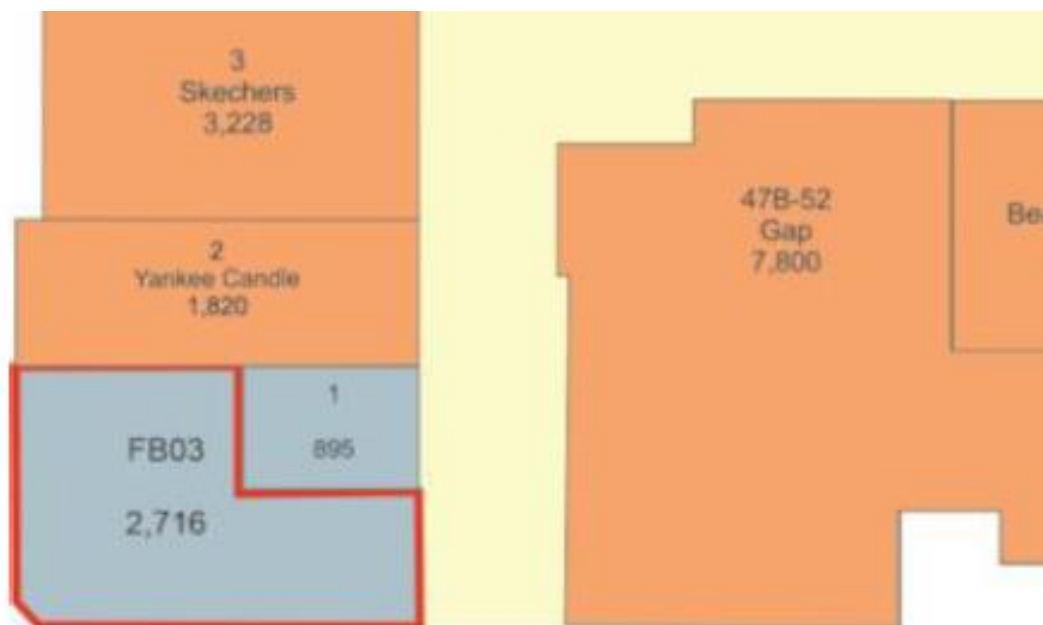 3
Skechers
3,228
2
Yankee Candle
1,820
1
895
FB03
2,716
47B-52
Gap
7,800
Be